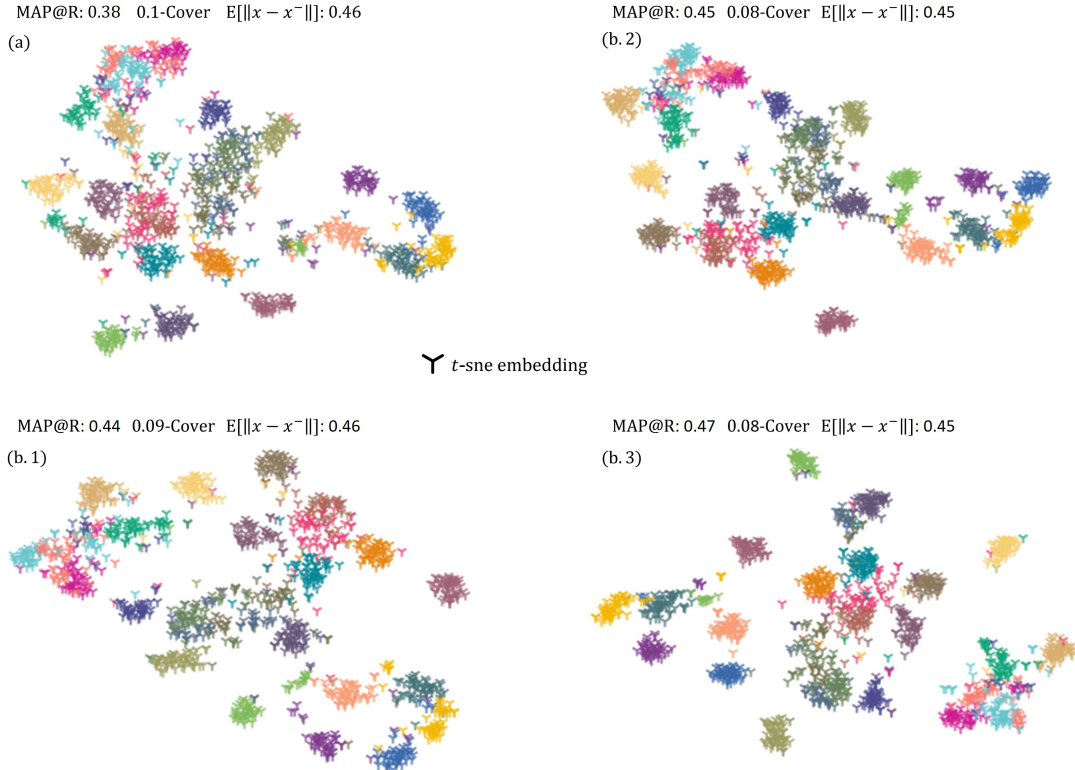 MAP@R: 0.38 0.1-Cover E[‖x − x⁻‖]: 0.46
(a)
MAP@R: 0.45 0.08-Cover E[‖x − x⁻‖]: 0.45
(b. 2)
t-sne embedding
MAP@R: 0.44 0.09-Cover E[‖x − x⁻‖]: 0.46
(b. 1)
MAP@R: 0.47 0.08-Cover E[‖x − x⁻‖]: 0.45
(b. 3)